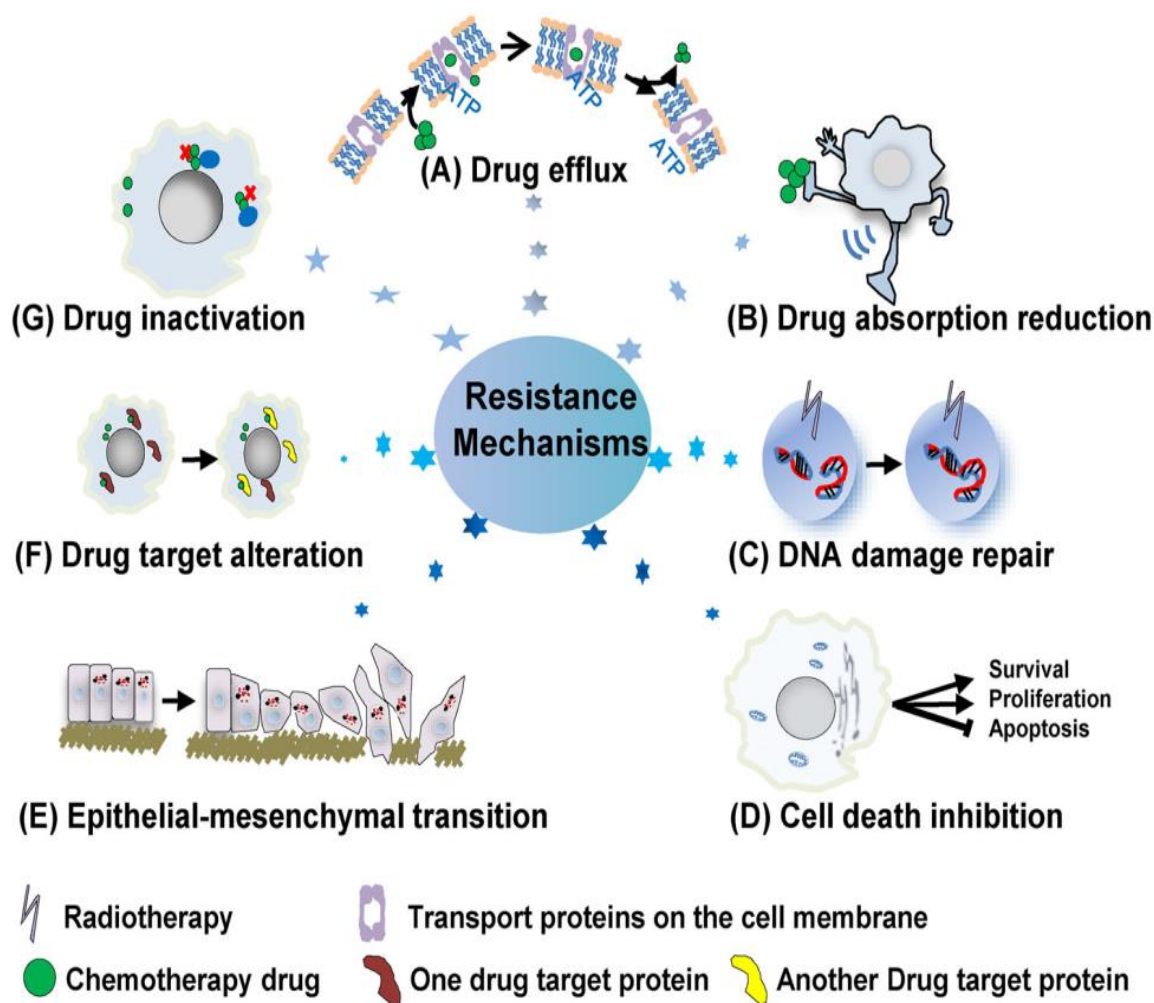 ATP
ATP
ATP
(A) Drug efflux
(G) Drug inactivation
(B) Drug absorption reduction
Resistance
Mechanisms
(F) Drug target alteration
(C) DNA damage repair
Survival
Proliferation
Apoptosis
(E) Epithelial-mesenchymal transition
(D) Cell death inhibition
Radiotherapy
Transport proteins on the cell membrane
Chemotherapy drug
One drug target protein
Another Drug target protein